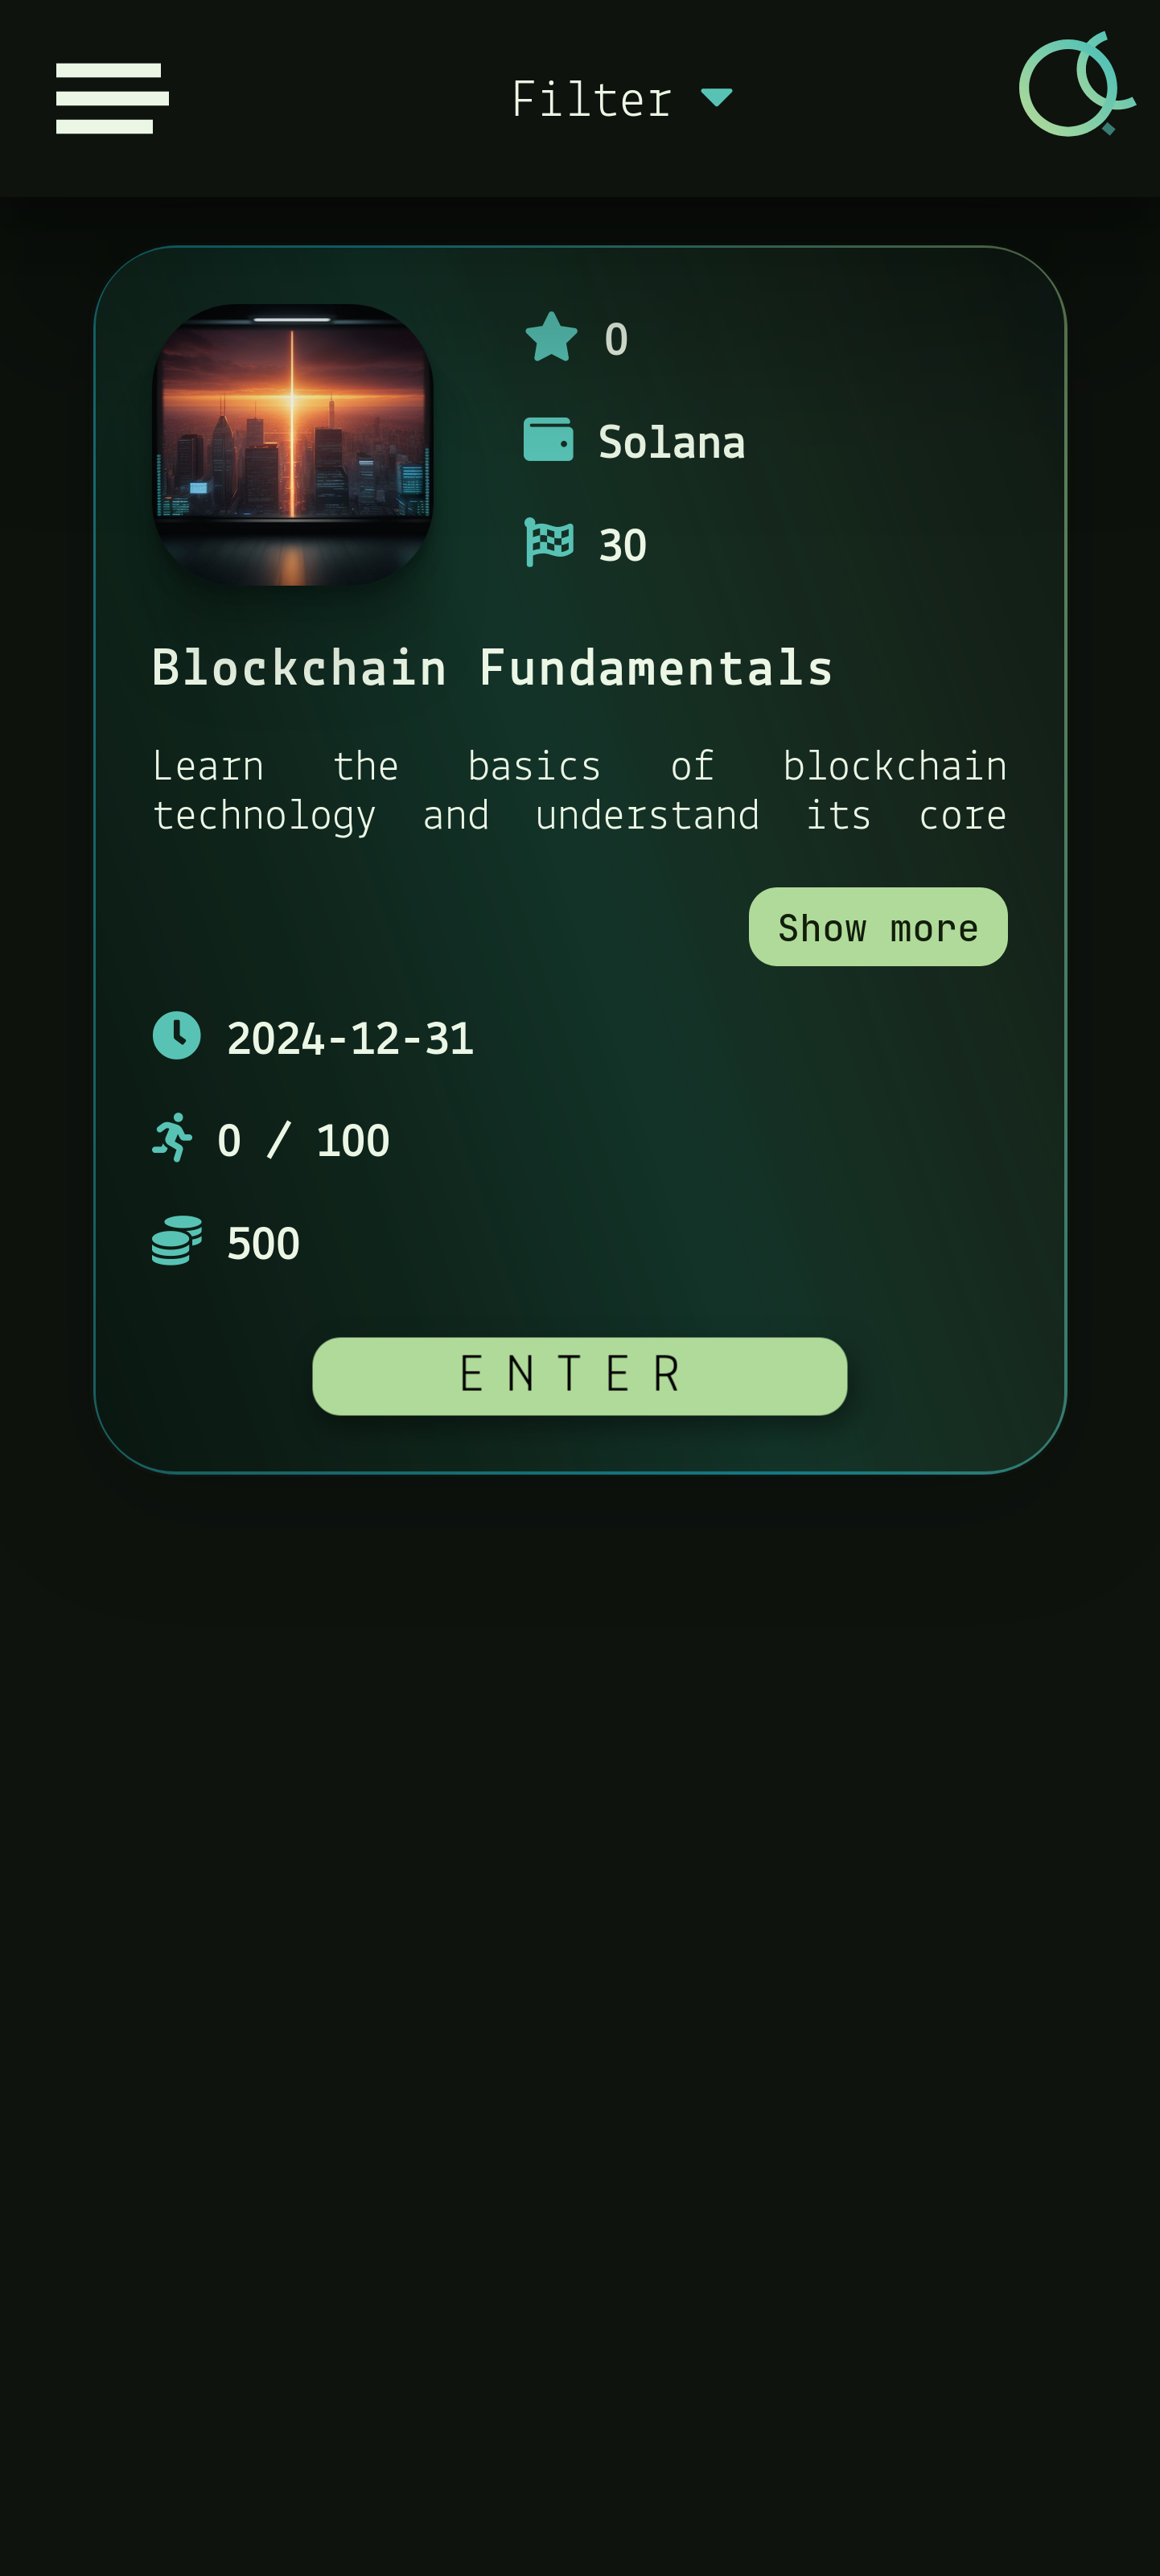 Filter
0
Solana
30
Blockchain Fundamentals
Learn the basics of blockchain
technology and understand its core
Show more
2024-12-31
0 / 100
500
ENTER